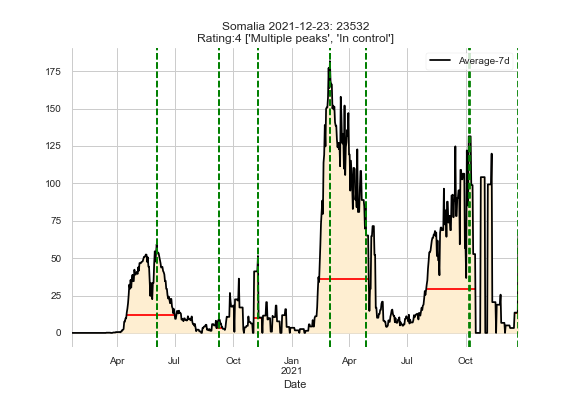 Somalia 2021-12-23: 23532
Rating:4 ['Multiple peaks', 'In control']
Average-7d
175
150
125
100
75
50
25
0
Apr Jul Oct Jan Apr Jul Oct
2021
Date